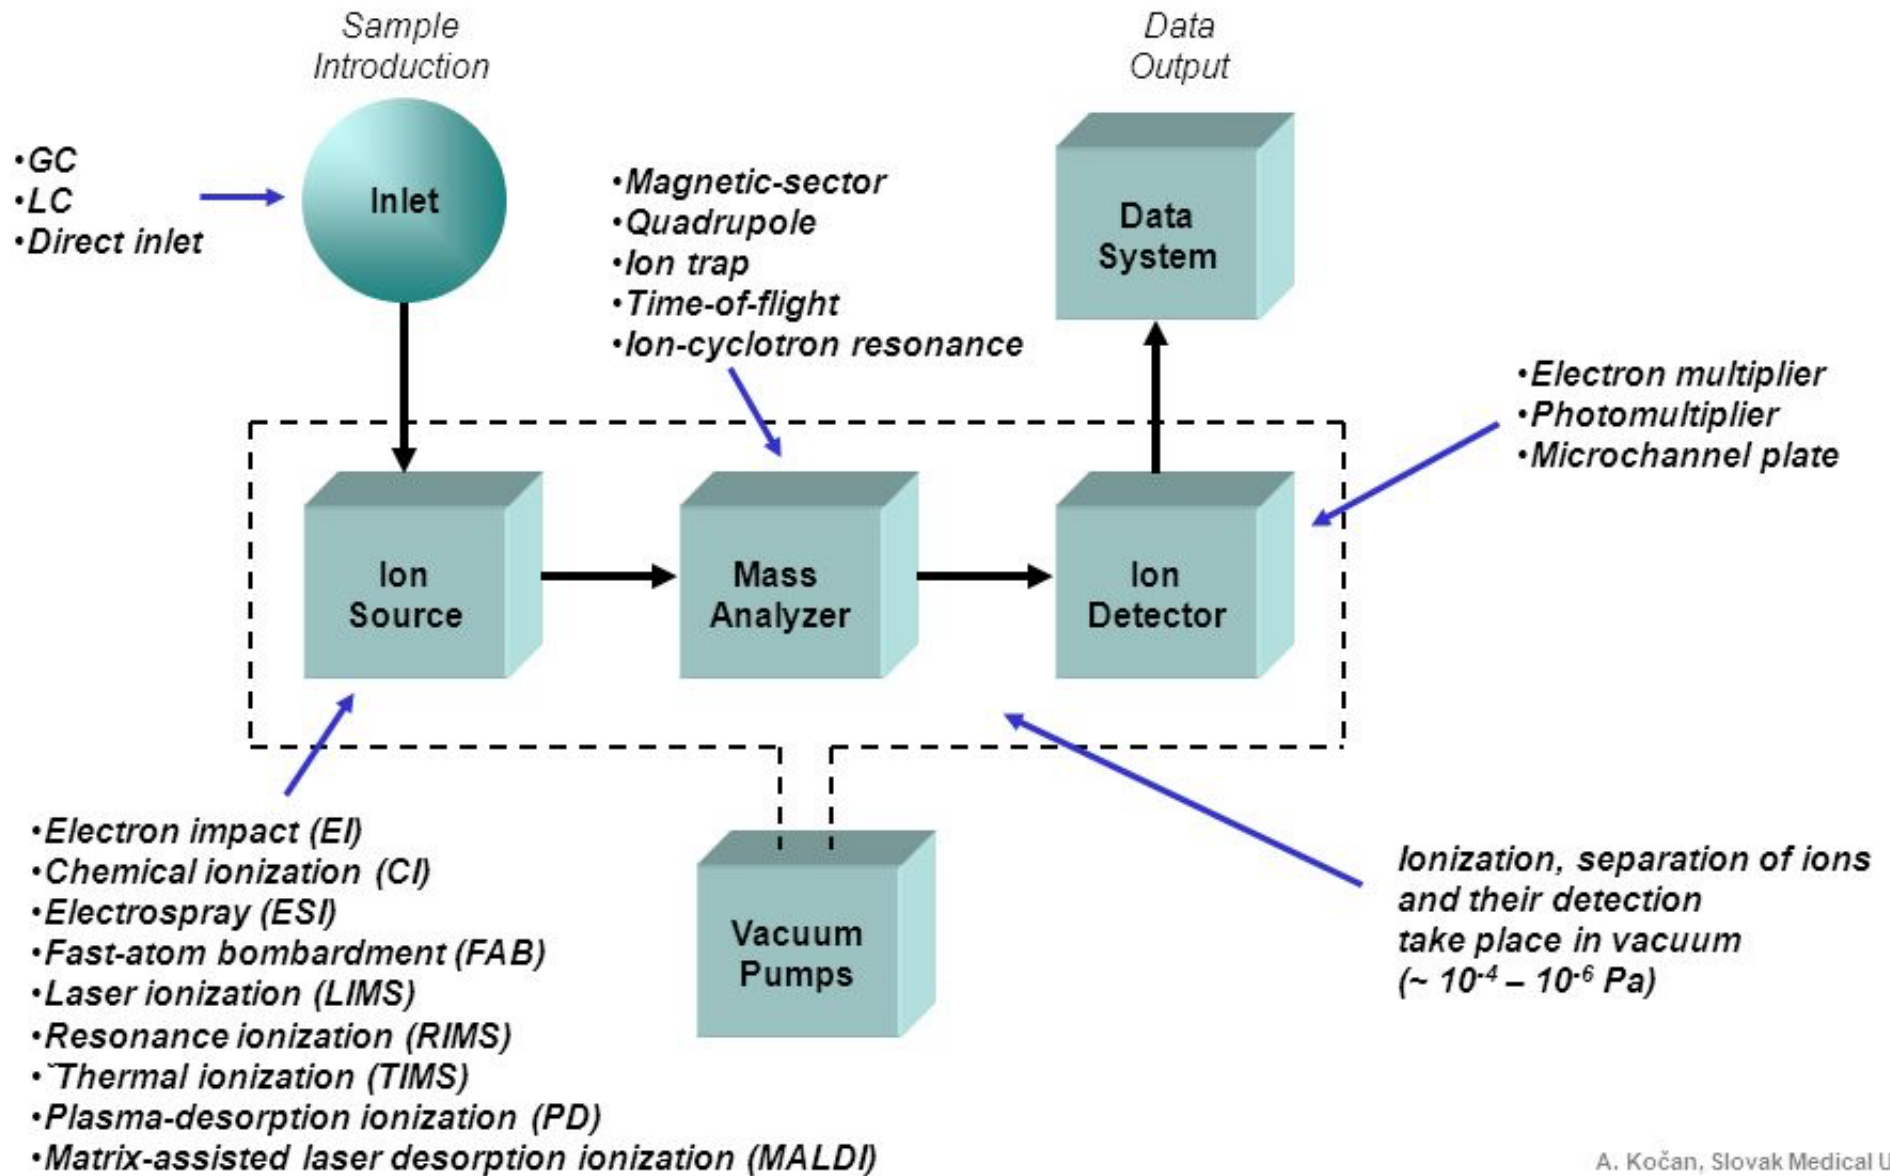 Sample
Introduction
Data
Output
•GC
•LC
•Direct inlet
Inlet
•Magnetic-sector
•Quadrupole
•Ion trap
•Time-of-flight
•Ion-cyclotron resonance
Data
System
•Electron multiplier
•Photomultiplier
•Microchannel plate
Ion
Source
Mass
Analyzer
Ion
Detector
•Electron impact (EI)
•Chemical ionization (CI)
•Electrospray (ESI)
•Fast-atom bombardment (FAB)
•Laser ionization (LIMS)
•Resonance ionization (RIMS)
•ˇThermal ionization (TIMS)
•Plasma-desorption ionization (PD)
•Matrix-assisted laser desorption ionization (MALDI)
Vacuum
Pumps
Ionization, separation of ions
and their detection
take place in vacuum
(~ 10⁻⁴ – 10⁻⁶ Pa)
A. Kočan, Slovak Medical U